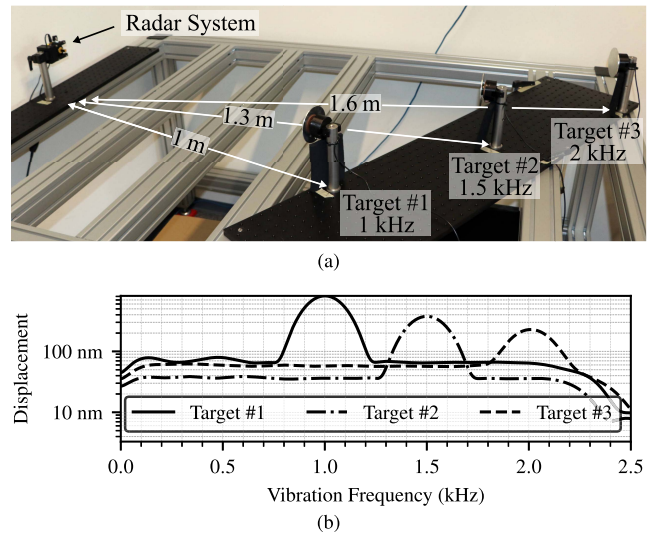 Radar System
1.6 m
1.3 m
1 m
Target #3
2 kHz
Target #2
1.5 kHz
Target #1
1 kHz
(a)
Displacement
100 nm
10 nm
Target #1 Target #2 Target #3
0.0 0.5 1.0 1.5 2.0 2.5
Vibration Frequency (kHz)
(b)